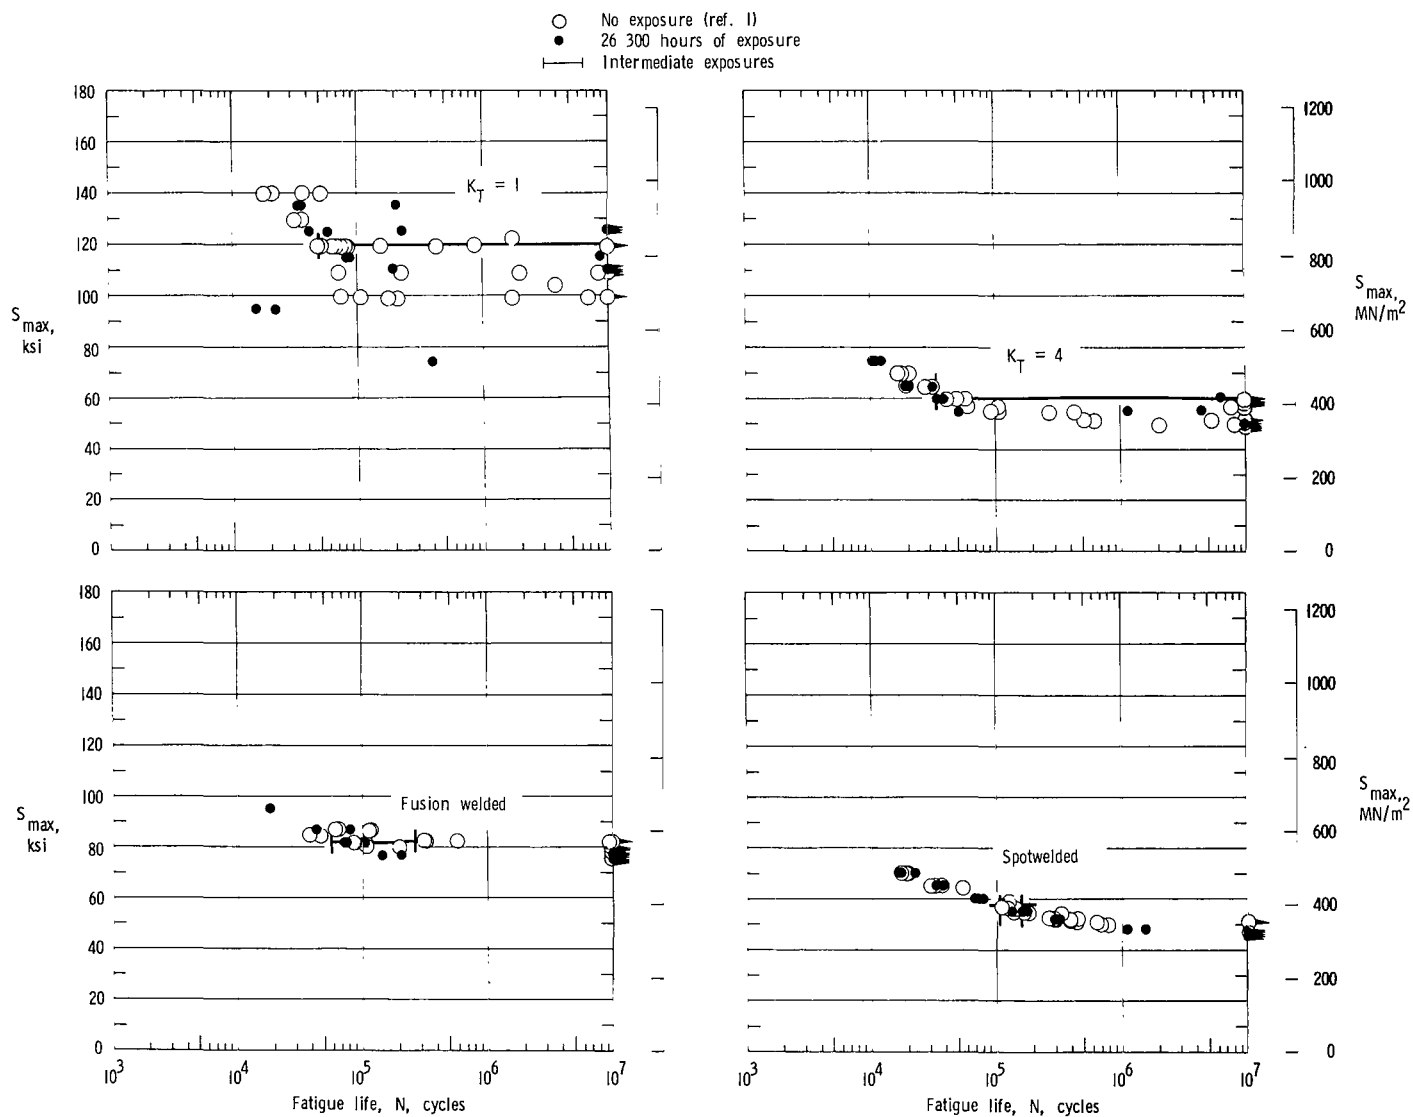 No exposure (ref. 1)
26 300 hours of exposure
Intermediate exposures
180
160
140
120
100
80
60
40
20
0
S max, ksi
K T = 1
K T = 4
1200
1000
800
600
400
200
0
S max, MN/m2
180
160
140
120
100
80
60
40
20
0
S max, ksi
Fusion welded
Spotwelded
1200
1000
800
600
400
200
0
S max, MN/m2
10^3 10^4 10^5 10^6 10^7
Fatigue life, N, cycles
10^3 10^4 10^5 10^6 10^7
Fatigue life, N, cycles